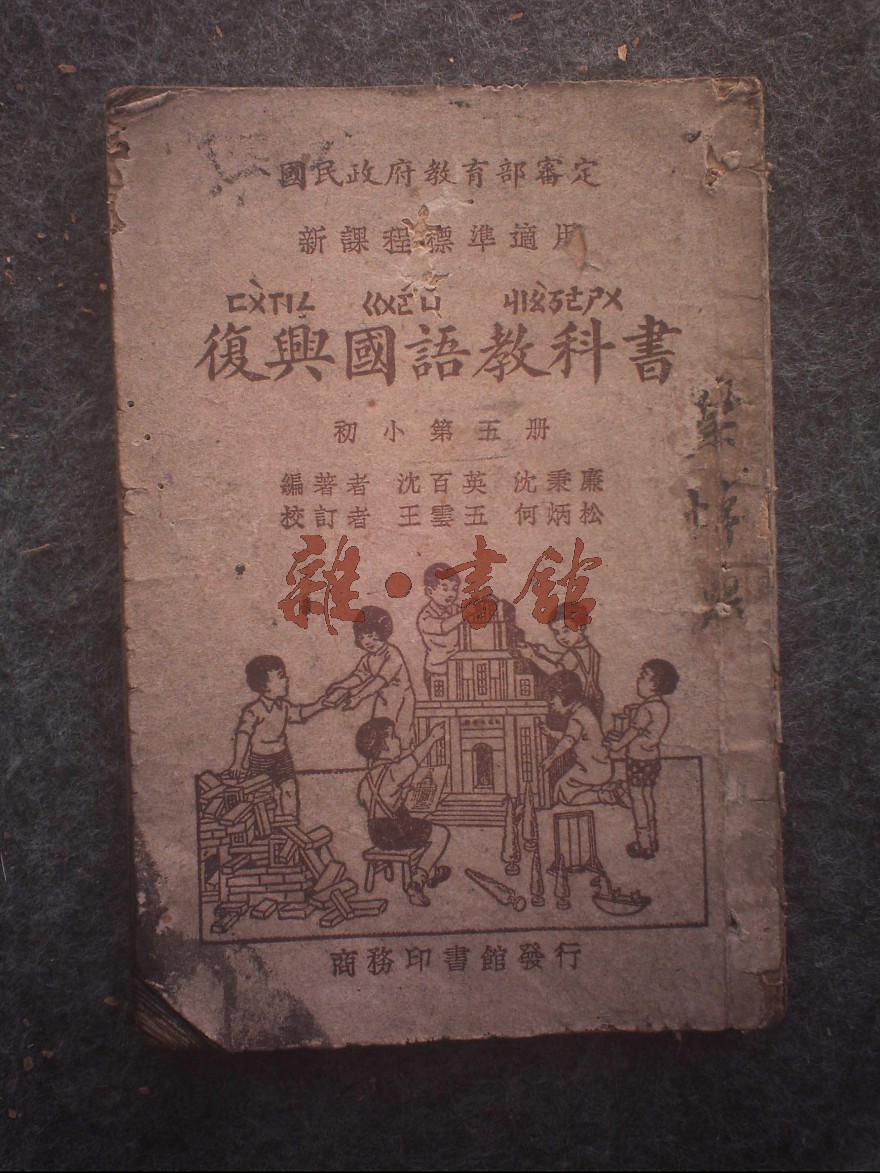 國民政府教育部審定
新課程標準適用
ㄈㄨˋㄒㄧㄥ ㄍㄨㄛˊㄩˇ ㄐㄧㄠˋㄎㄜㄕㄨ
復興國語教科書
初小第五册
編著者 沈百英 沈秉廉
校訂者 王雲五 何炳松
雜·書館
商務印書館發行